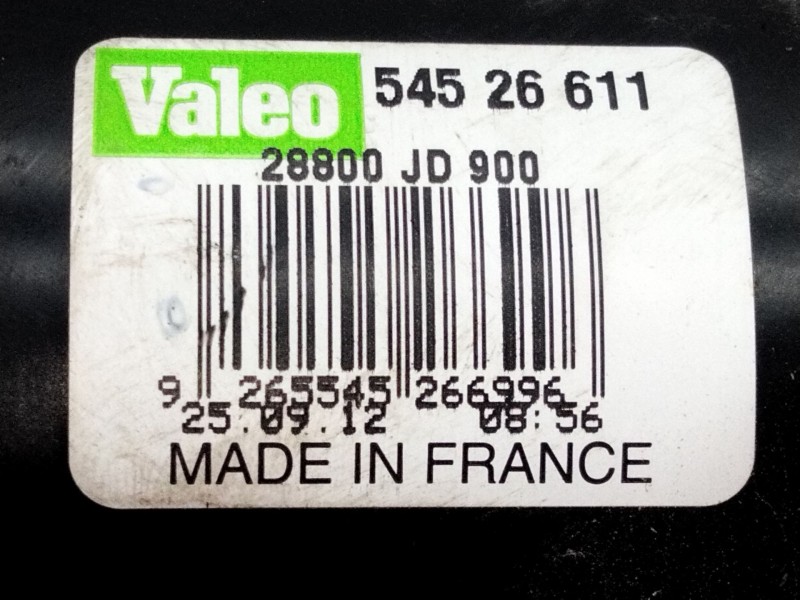 Valeo 545 26 611
28800 JD 900
9 265545 266996
25.09.12 08:56
MADE IN FRANCE